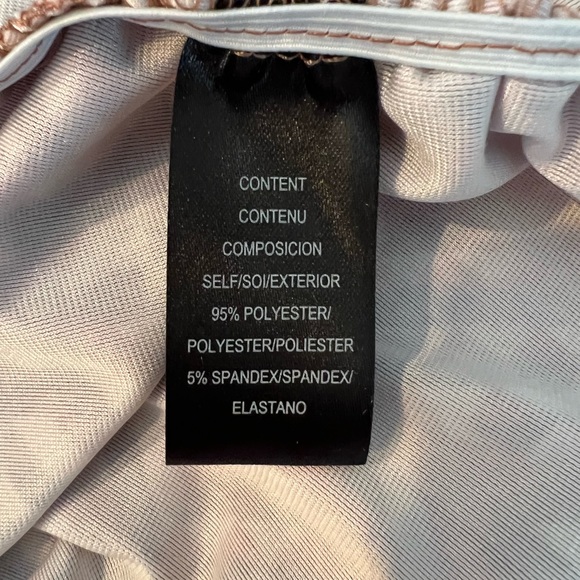 CONTENT
CONTENU
COMPOSICION
SELF/SOI/EXTERIOR
95% POLYESTER/
POLYESTER/POLIESTER
5% SPANDEX/SPANDEX/
ELASTANO